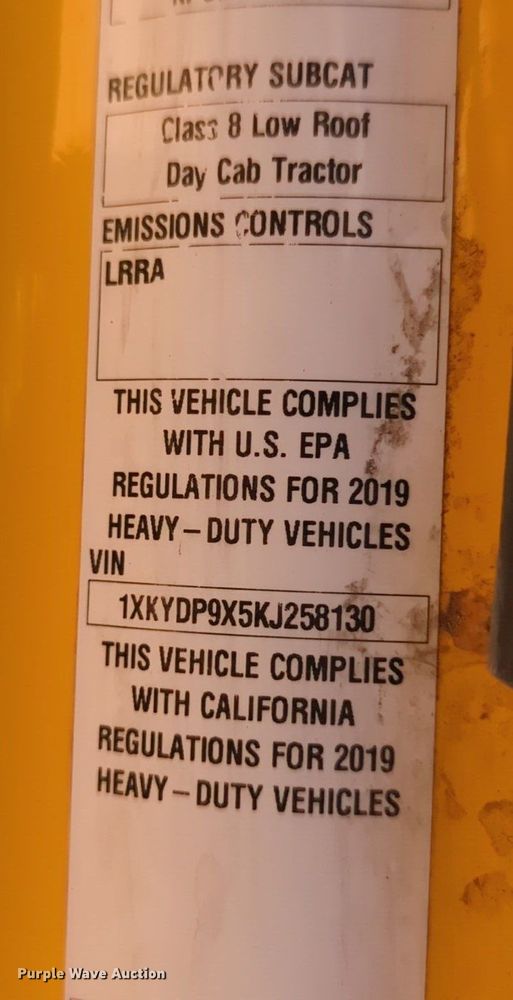 REGULATORY SUBCAT
Class 8 Low Roof
Day Cab Tractor
EMISSIONS CONTROLS
LRRA
THIS VEHICLE COMPLIES
WITH U.S. EPA
REGULATIONS FOR 2019
HEAVY-DUTY VEHICLES
VIN
1XKYDP9X5KJ258130
THIS VEHICLE COMPLIES
WITH CALIFORNIA
REGULATIONS FOR 2019
HEAVY-DUTY VEHICLES
Purple Wave Auction